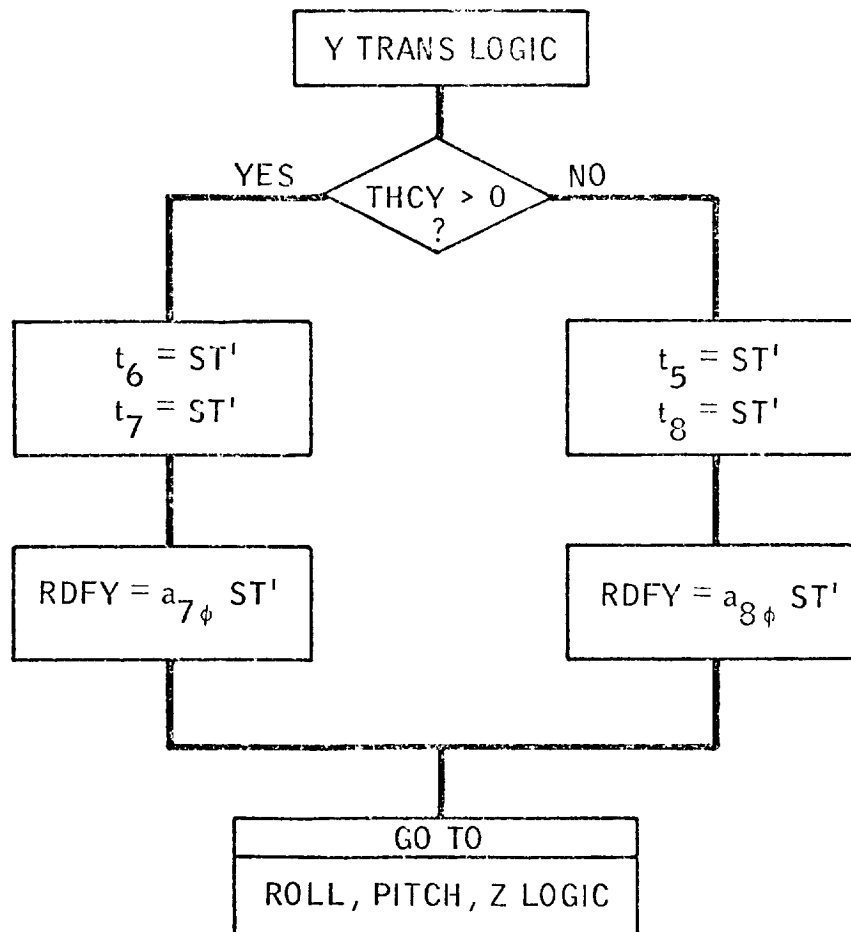 Y TRANS LOGIC
YES
NO
THCY > 0
?
t₆ = ST'
t₇ = ST'
t₅ = ST'
t₈ = ST'
RDFY = a₇ᵩ ST'
RDFY = a₈ᵩ ST'
GO TO
ROLL, PITCH, Z LOGIC